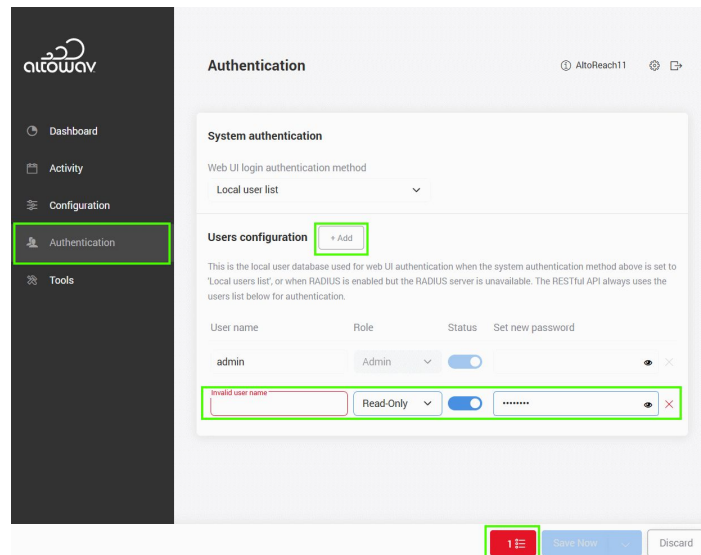 altowav
Authentication
AltoReach11
Dashboard
Activity
Configuration
Authentication
Tools
System authentication
Web UI login authentication method
Local user list
Users configuration
+ Add
This is the local user database used for web UI authentication when the system authentication method above is set to
'Local users list', or when RADIUS is enabled but the RADIUS server is unavailable. The RESTful API always uses the
users list below for authentication.
User name Role Status Set new password
admin Admin
Invalid user name
Read-Only ••••••••
1
Save Now
Discard